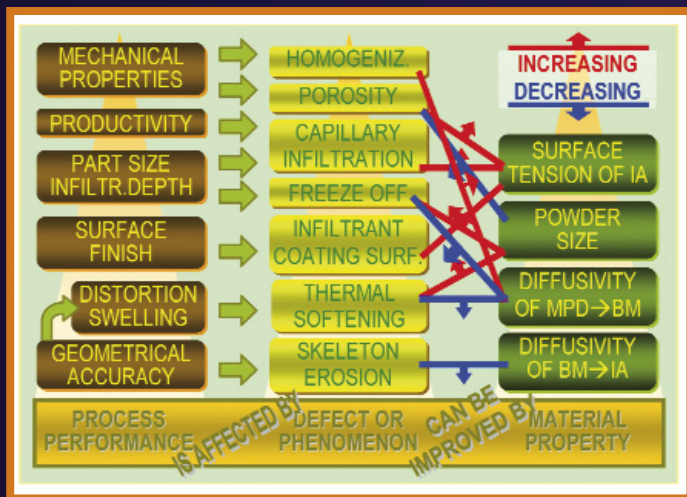 MECHANICAL
PROPERTIES
PRODUCTIVITY
PART SIZE
INFILTR.DEPTH
SURFACE
FINISH
DISTORTION
SWELLING
GEOMETRICAL
ACCURACY
PROCESS
PERFORMANCE
IS AFFECTED BY
HOMOGENIZ.
POROSITY
CAPILLARY
INFILTRATION
FREEZE OFF
INFILTRANT
COATING SURF.
THERMAL
SOFTENING
SKELETON
EROSION
DEFECT OR
PHENOMENON
CAN BE
IMPROVED BY
INCREASING
DECREASING
SURFACE
TENSION OF IA
POWDER
SIZE
DIFFUSIVITY
OF MPD→BM
DIFFUSIVITY
OF BM→IA
MATERIAL
PROPERTY